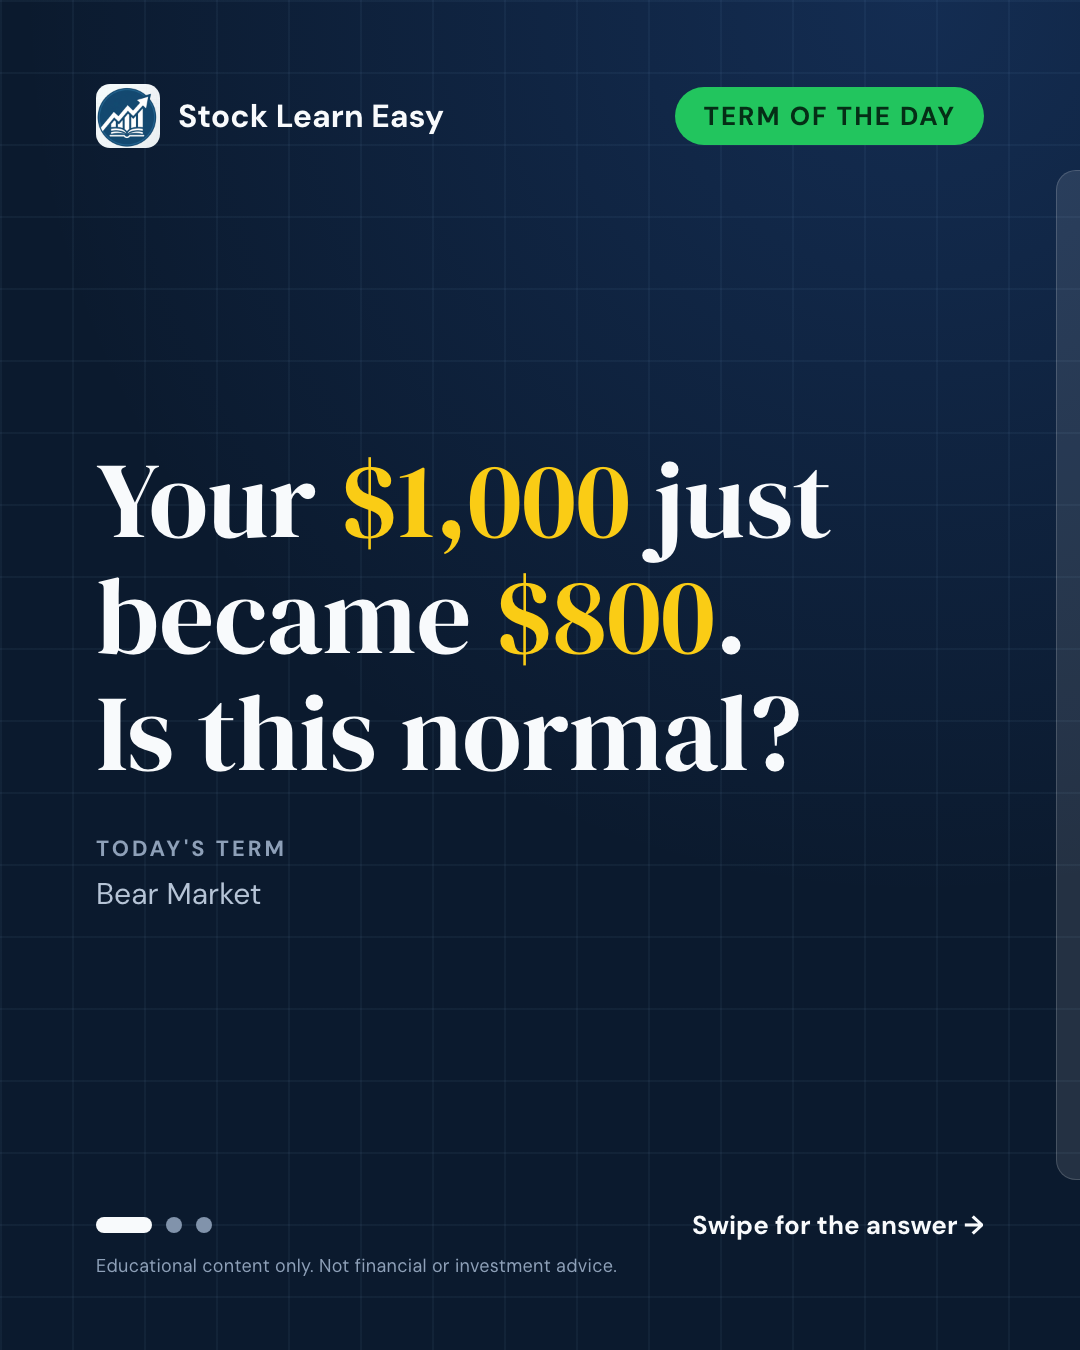 Stock Learn Easy
TERM OF THE DAY
Your $1,000 just
became $800.
Is this normal?
TODAY'S TERM
Bear Market
Swipe for the answer →
Educational content only. Not financial or investment advice.